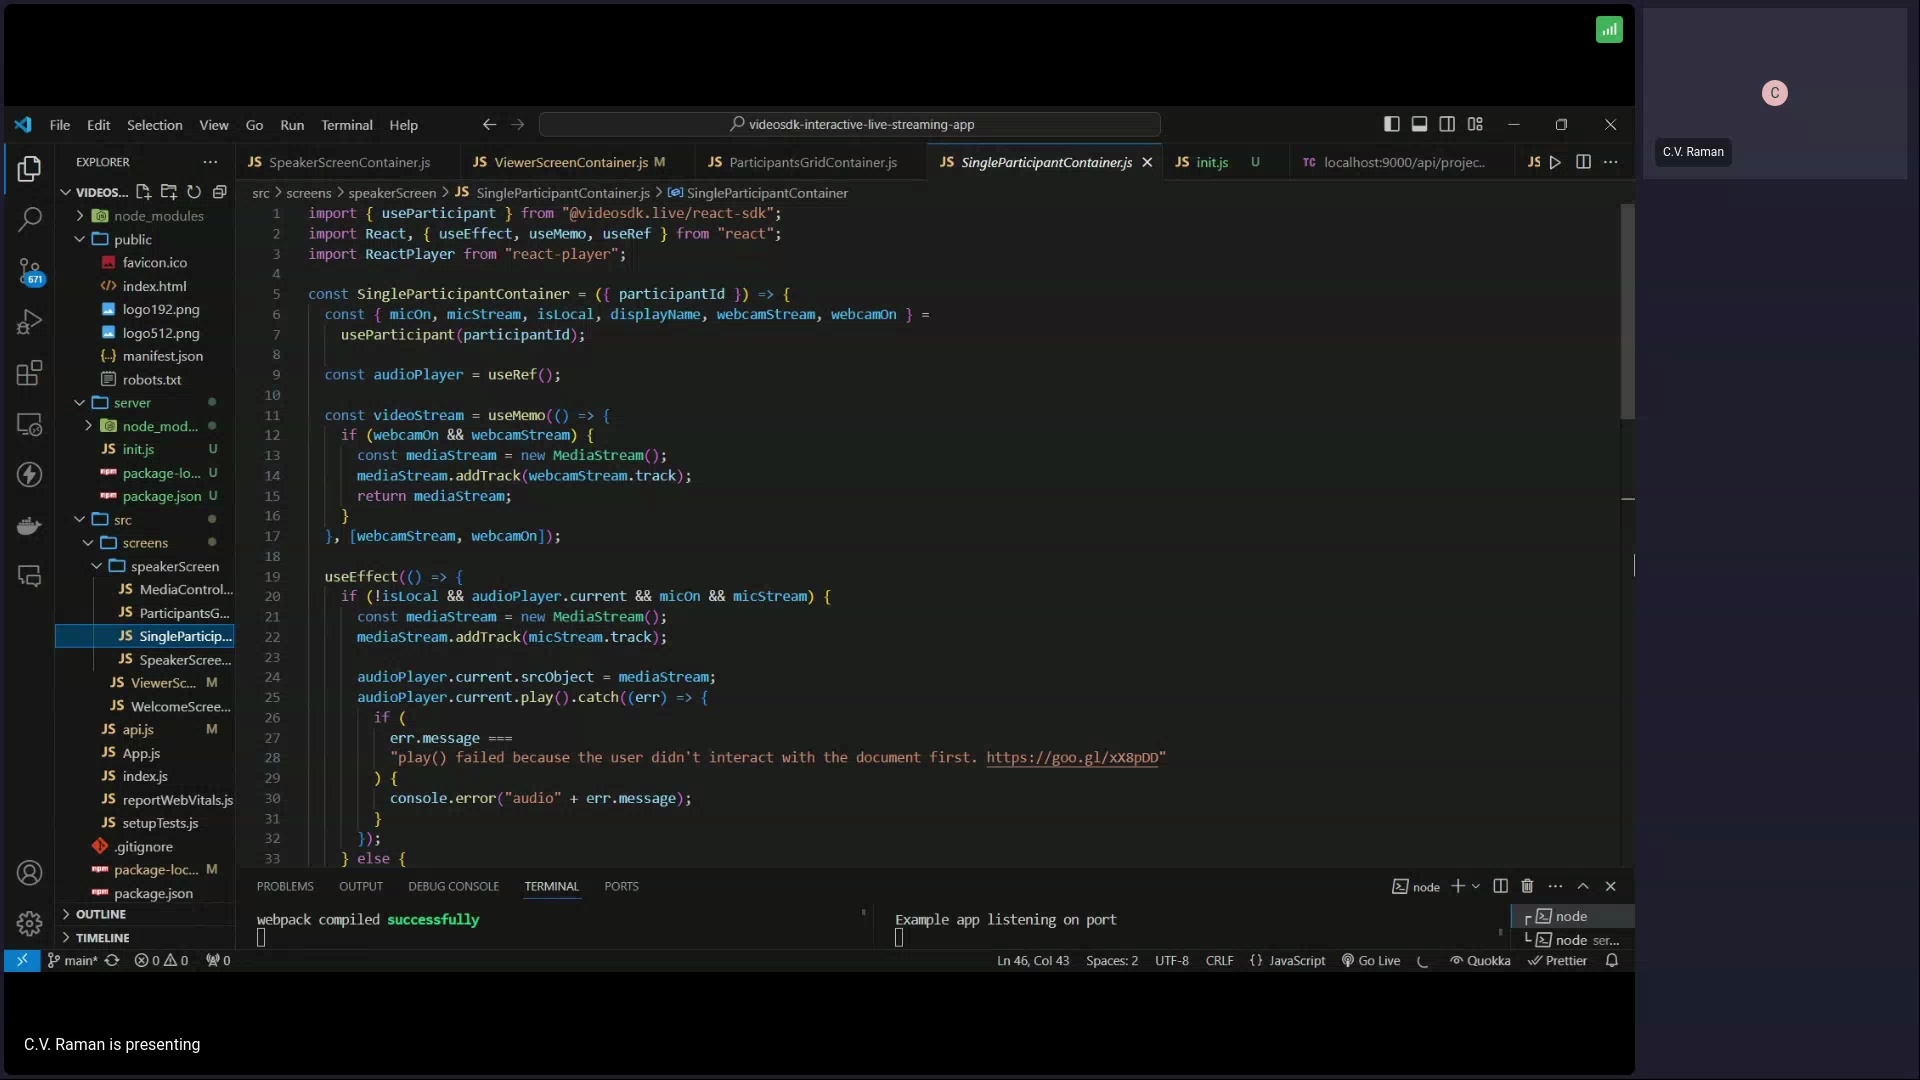 File Edit Selection View Go Run Terminal Help
videosdk-interactive-live-streaming-app
C
C.V. Raman
EXPLORER
SpeakerScreenContainer.js
ViewerScreenContainer.js M
ParticipantsGridContainer.js
SingleParticipantContainer.js
init.js U
localhost:9000/api/projec...
VIDEOS...
src > screens > speakerScreen > SingleParticipantContainer.js > SingleParticipantContainer
node_modules
public
favicon.ico
index.html
logo192.png
logo512.png
manifest.json
robots.txt
server
node_mod...
init.js U
package-lo... U
package.json U
src
screens
speakerScreen
MediaControl...
ParticipantsG...
SingleParticip...
SpeakerScree...
ViewerSc... M
WelcomeScree...
api.js M
App.js
index.js
reportWebVitals.js
setupTests.js
.gitignore
package-loc... M
package.json
OUTLINE
TIMELINE
671
1 import { useParticipant } from "@videosdk.live/react-sdk";
2 import React, { useEffect, useMemo, useRef } from "react";
3 import ReactPlayer from "react-player";
4
5 const SingleParticipantContainer = ({ participantId }) => {
6 const { micOn, micStream, isLocal, displayName, webcamStream, webcamOn } =
7 useParticipant(participantId);
8
9 const audioPlayer = useRef();
10
11 const videoStream = useMemo(() => {
12 if (webcamOn && webcamStream) {
13 const mediaStream = new MediaStream();
14 mediaStream.addTrack(webcamStream.track);
15 return mediaStream;
16 }
17 }, [webcamStream, webcamOn]);
18
19 useEffect(() => {
20 if (!isLocal && audioPlayer.current && micOn && micStream) {
21 const mediaStream = new MediaStream();
22 mediaStream.addTrack(micStream.track);
23
24 audioPlayer.current.srcObject = mediaStream;
25 audioPlayer.current.play().catch((err) => {
26 if (
27 err.message ===
28 "play() failed because the user didn't interact with the document first. https://goo.gl/xX8pDD"
29 ) {
30 console.error("audio" + err.message);
31 }
32 });
33 } else {
PROBLEMS OUTPUT DEBUG CONSOLE TERMINAL PORTS
node
webpack compiled successfully
Example app listening on port
node
node ser...
main* 0 0 0
Ln 46, Col 43 Spaces: 2 UTF-8 CRLF {} JavaScript Go Live Quokka Prettier
C.V. Raman is presenting